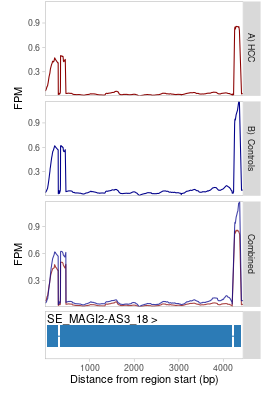 0.9
0.6
0.3
FPM
A) HCC
0.9
0.6
0.3
FPM
B) Controls
0.9
0.6
0.3
FPM
Combined
SE_MAGI2-AS3_18 >
1000 2000 3000 4000
Distance from region start (bp)